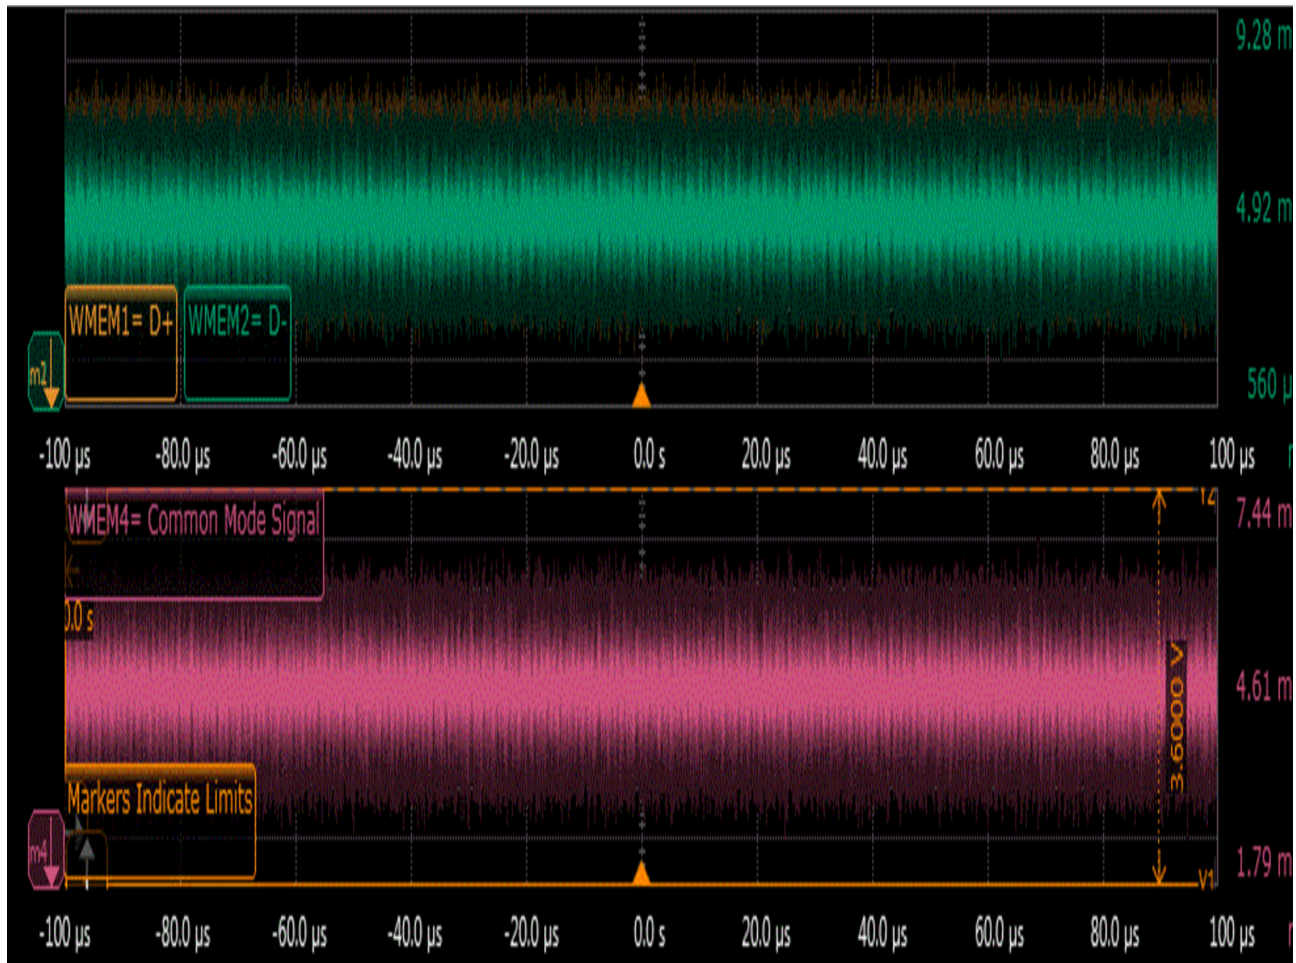 9.28 m
4.92 m
WMEM1= D+ WMEM2= D-
m2
560 µ
-100 µs -80.0 µs -60.0 µs -40.0 µs -20.0 µs 0.0 s 20.0 µs 40.0 µs 60.0 µs 80.0 µs 100 µs
Y2
7.44 m
WMEM4= Common Mode Signal
0.0 s
4.61 m
3.6000 V
Markers Indicate Limits
m4
1.79 m
Y1
-100 µs -80.0 µs -60.0 µs -40.0 µs -20.0 µs 0.0 s 20.0 µs 40.0 µs 60.0 µs 80.0 µs 100 µs